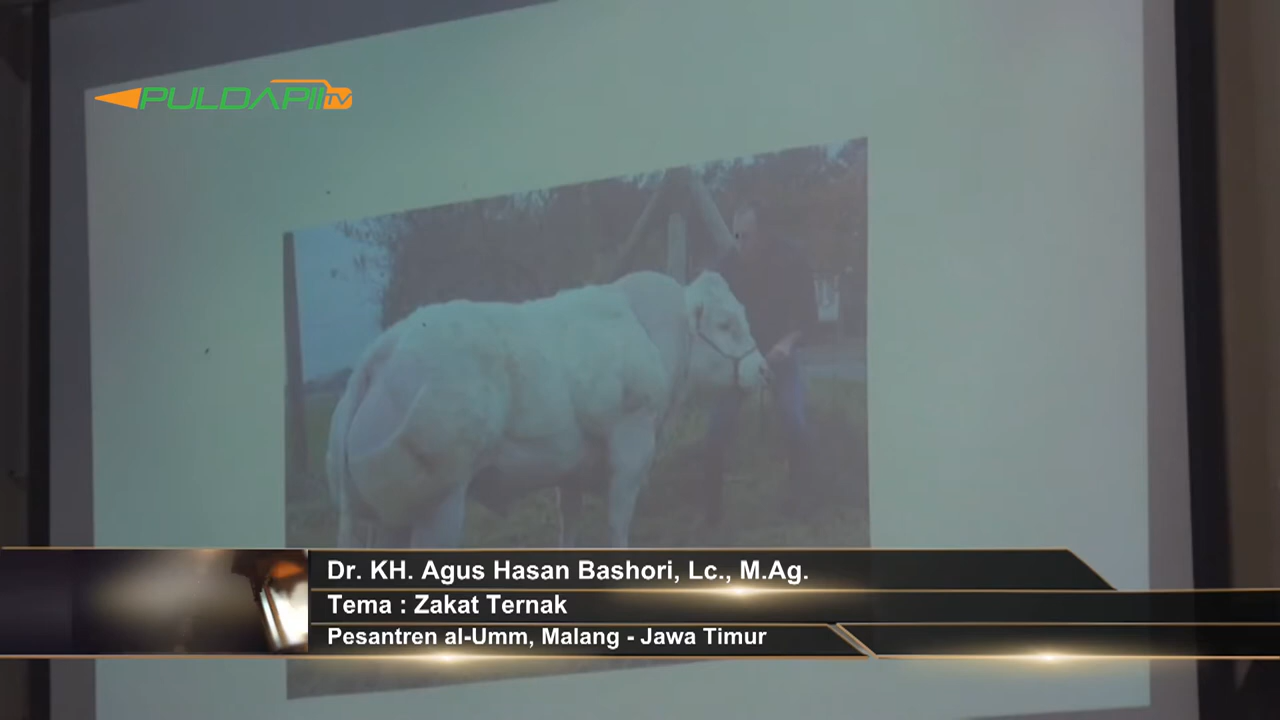 PULDAPII TV
Dr. KH. Agus Hasan Bashori, Lc., M.Ag.
Tema : Zakat Ternak
Pesantren al-Umm, Malang - Jawa Timur